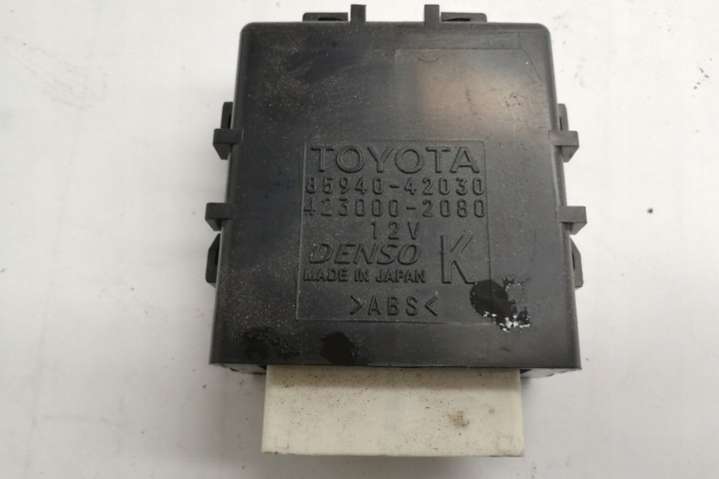 TOYOTA
85940-42030
423000-2080
12V
DENSO K
MADE IN JAPAN
>ABS<